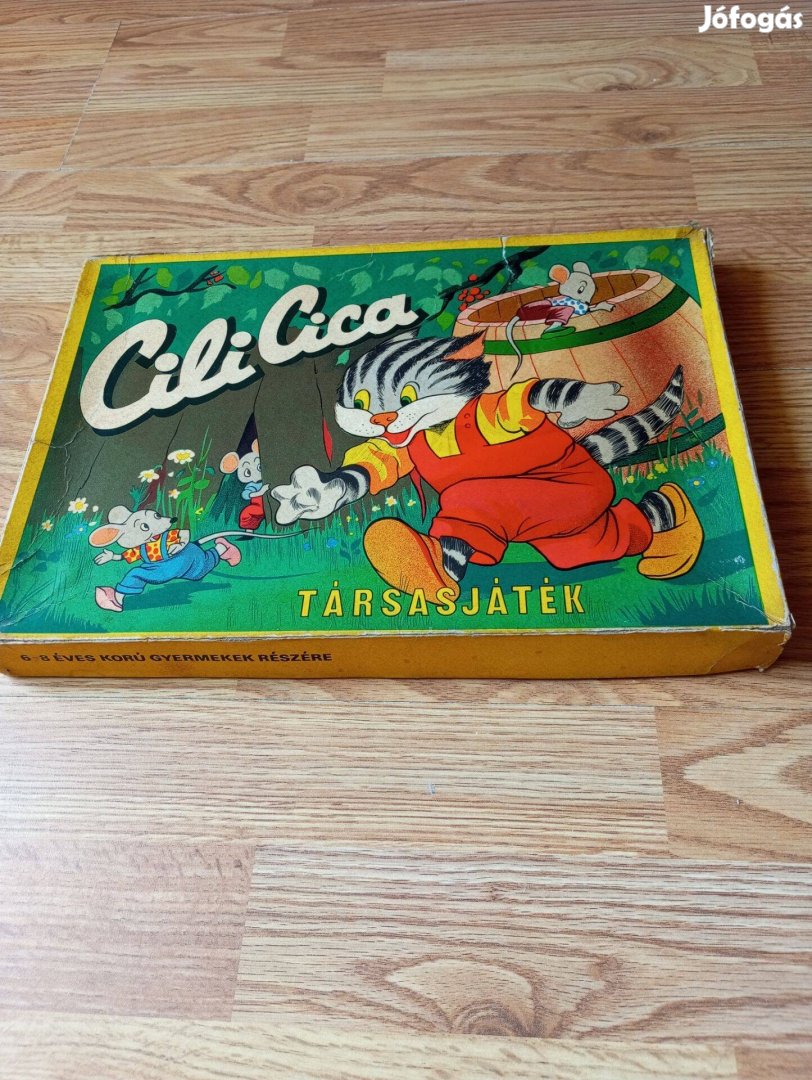 Jófogás
Cili Cica
TÁRSASJÁTÉK
6-8 ÉVES KORÚ GYERMEKEK RÉSZÉRE